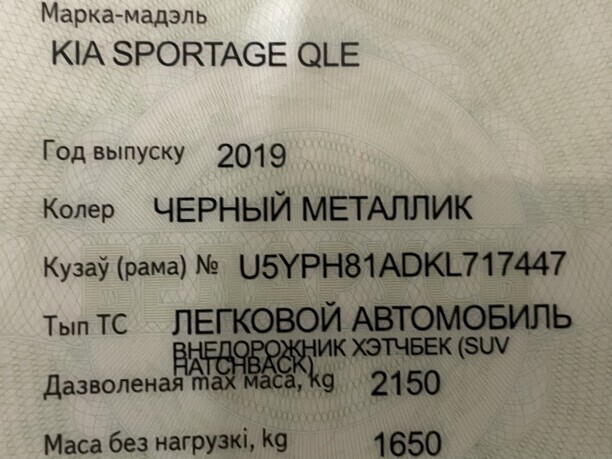 Марка-мадэль
KIA SPORTAGE QLE
Год выпуску 2019
Колер ЧЕРНЫЙ МЕТАЛЛИК
Кузаў (рама) № U5YPH81ADKL717447
Тып ТС ЛЕГКОВОЙ АВТОМОБИЛЬ
ВНЕДОРОЖНИК ХЭТЧБЕК (SUV
HATCHBACK)
Дазволеная max маса, kg 2150
Маса без нагрузкі, kg 1650